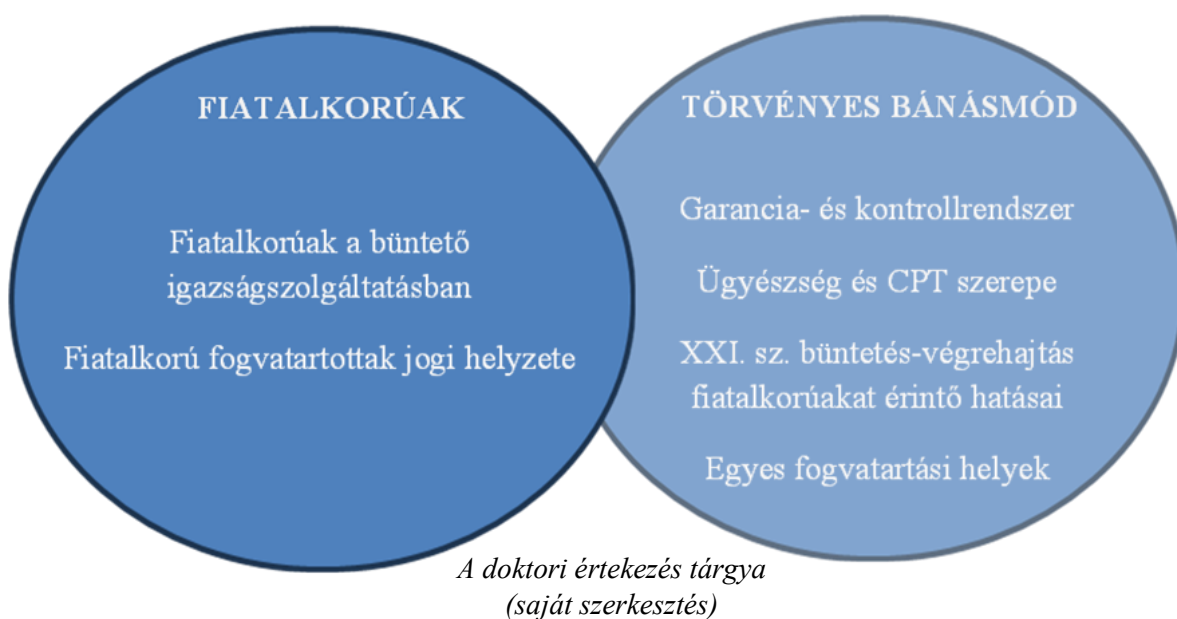 FIATALKORÚAK
Fiatalkorúak a büntető
igazságszolgáltatásban
Fiatalkorú fogvatartottak jogi helyzete
TÖRVÉNYES BÁNÁSMÓD
Garancia- és kontrollrendszer
Ügyészség és CPT szerepe
XXI. sz. büntetés-végrehajtás
fiatalkorúakat érintő hatásai
Egyes fogvatartási helyek
A doktori értekezés tárgya
(saját szerkesztés)